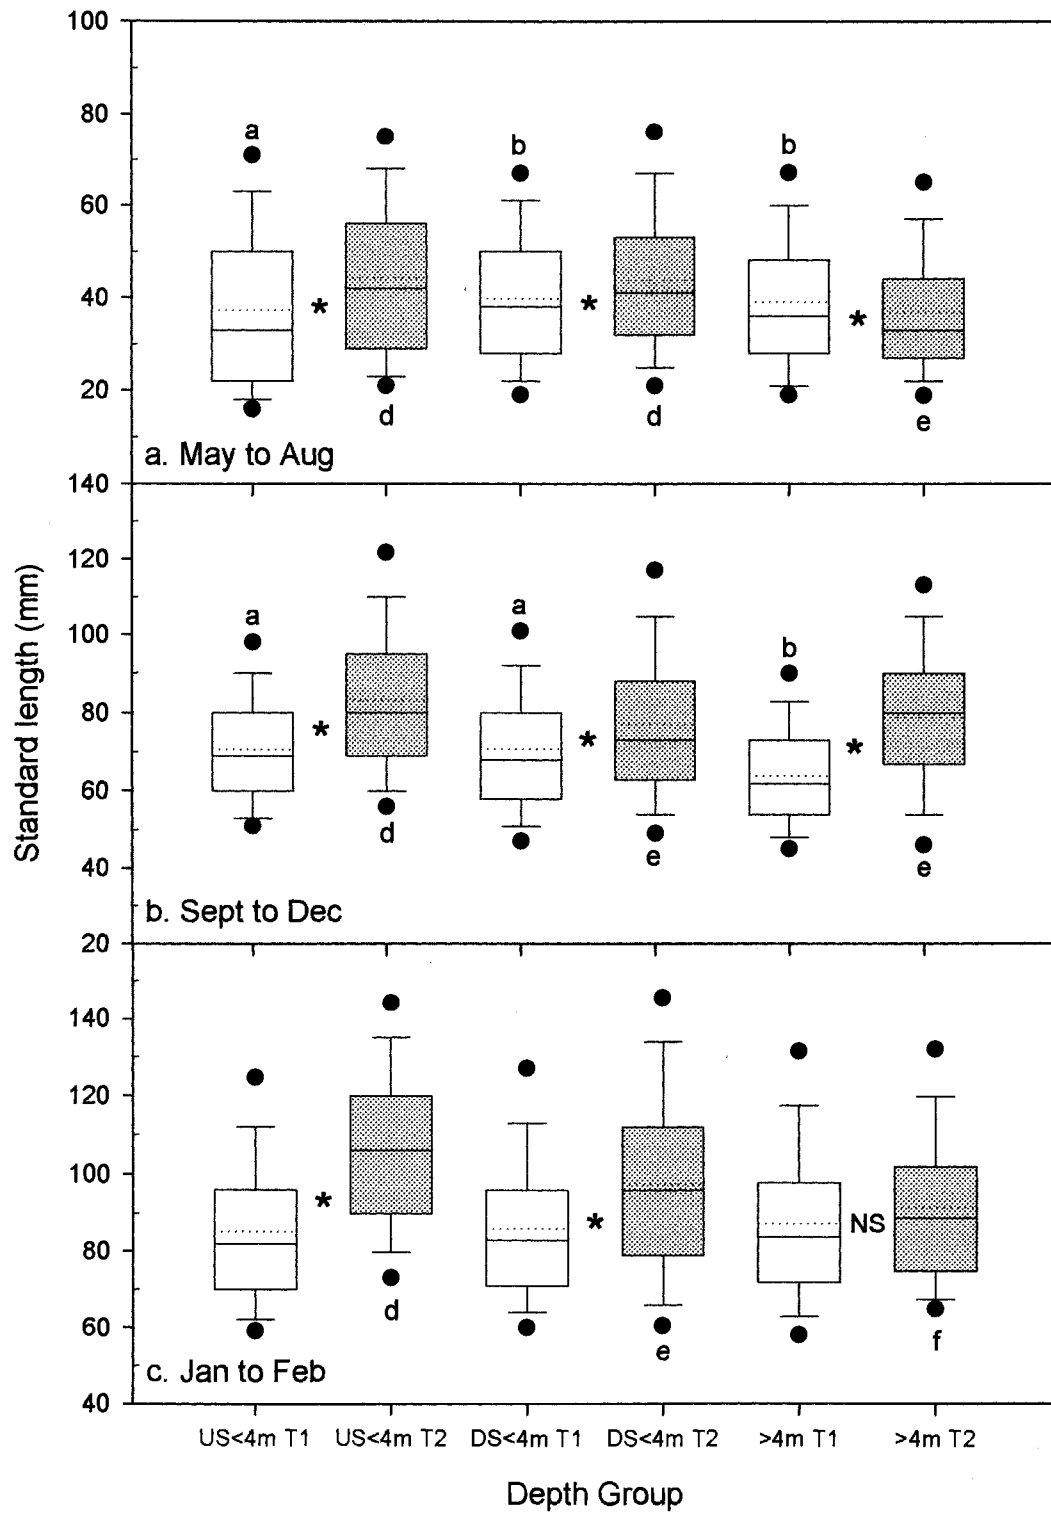 100
80
60
40
20
a
b
b
*
*
*
d
d
e
a. May to Aug
140
120
100
80
60
40
20
a
a
b
*
*
*
d
e
e
b. Sept to Dec
Standard length (mm)
140
120
100
80
60
40
*
*
NS
d
e
f
c. Jan to Feb
US<4m T1 US<4m T2 DS<4m T1 DS<4m T2 >4m T1 >4m T2
Depth Group